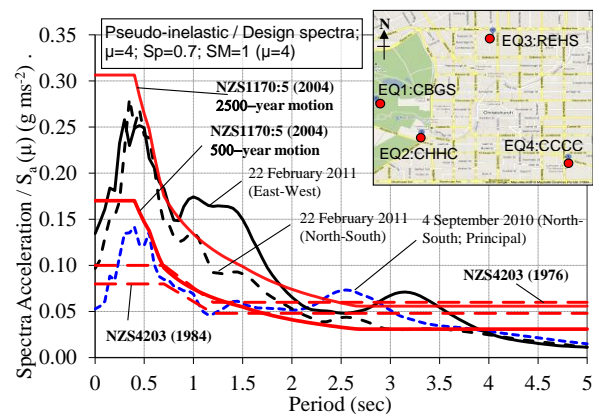 Pseudo-inelastic / Design spectra;
μ=4; Sp=0.7; SM=1 (μ=4)
NZS1170:5 (2004)
2500–year motion
NZS1170:5 (2004)
500–year motion
22 February 2011
(East-West)
22 February 2011
(North-South)
4 September 2010 (North-
South; Principal)
NZS4203 (1976)
NZS4203 (1984)
N
EQ3:REHS
EQ1:CBGS
EQ2:CHHC
EQ4:CCCC
Spectra Acceleration / Sa (μ) (g ms-2) .
0.35
0.30
0.25
0.20
0.15
0.10
0.05
0.00
0 0.5 1 1.5 2 2.5 3 3.5 4 4.5 5
Period (sec)